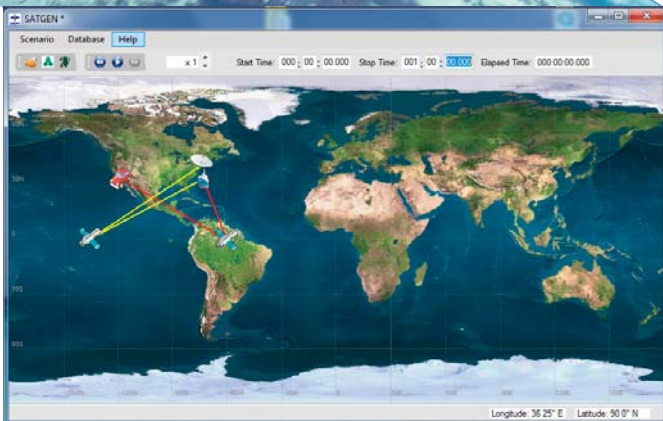 SATGEN *
Scenario Database Help
x 1 Start Time: 000 : 00 : 00.000 Stop Time: 001 : 00 : 00.000 Elapsed Time: 000:00:00.000
0
Longitude: 36.25° E Latitude: 90.0° N